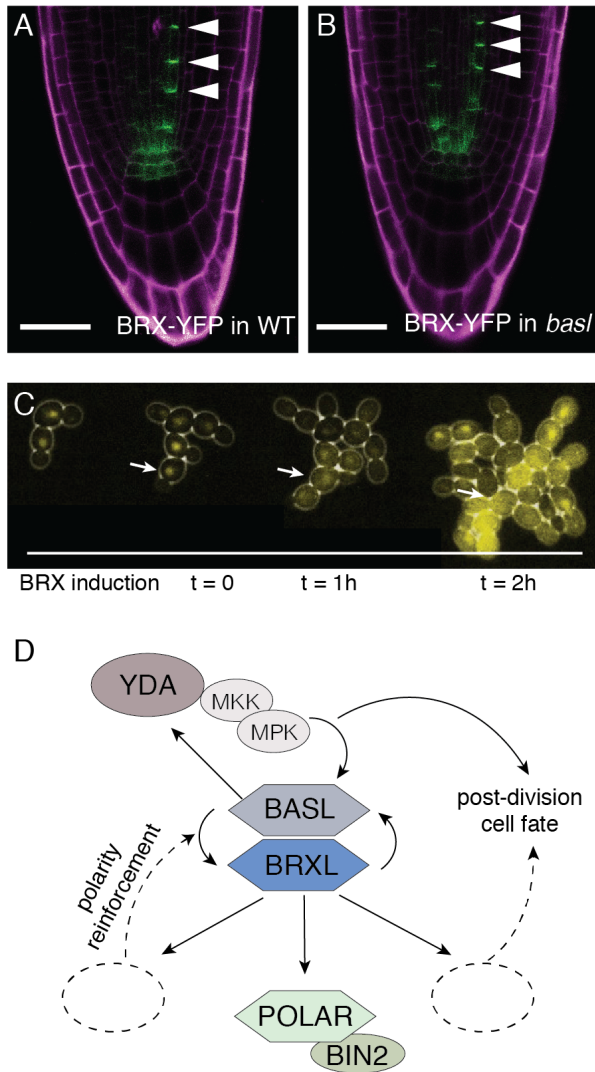 A
BRX-YFP in WT
B
BRX-YFP in basl
C
BRX induction
t = 0
t = 1h
t = 2h
D
YDA
MKK
MPK
BASL
BRXL
post-division
cell fate
polarity
reinforcement
POLAR
BIN2